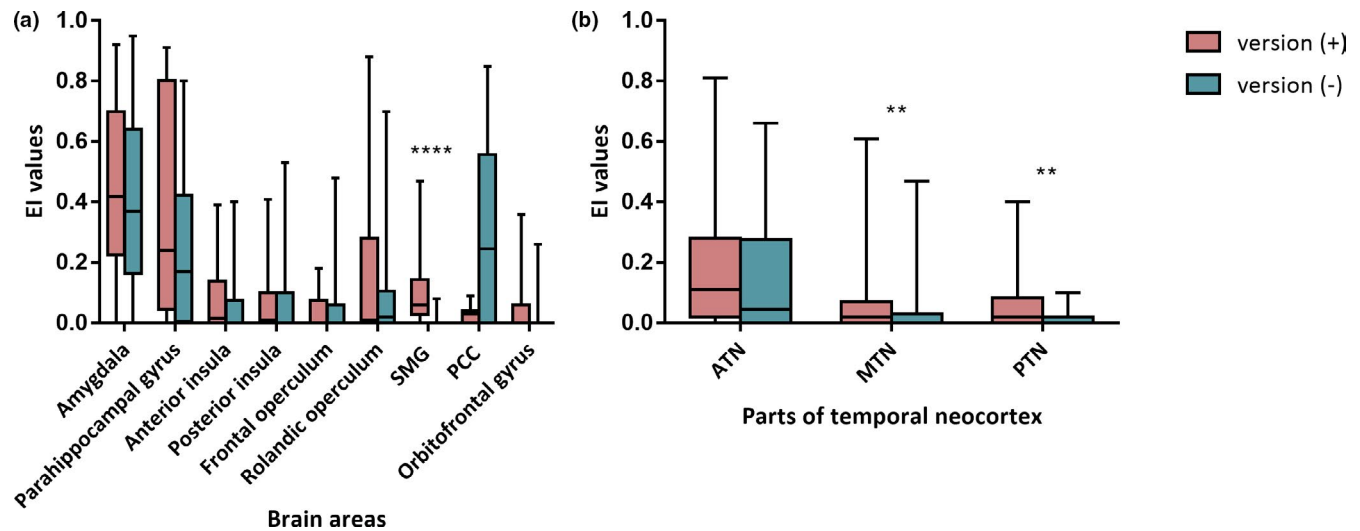 (a)
1.0
0.8
0.6
0.4
0.2
0.0
EI values
****
Amygdala
Parahippocampal gyrus
Anterior insula
Posterior insula
Frontal operculum
Rolandic operculum
SMG
PCC
Orbitofrontal gyrus
Brain areas
(b)
1.0
0.8
0.6
0.4
0.2
0.0
EI values
**
**
ATN
MTN
PTN
Parts of temporal neocortex
version (+)
version (-)